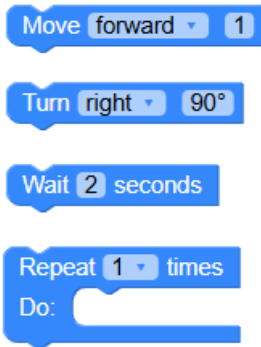 Move forward 1
Turn right 90°
Wait 2 seconds
Repeat 1 times
Do: